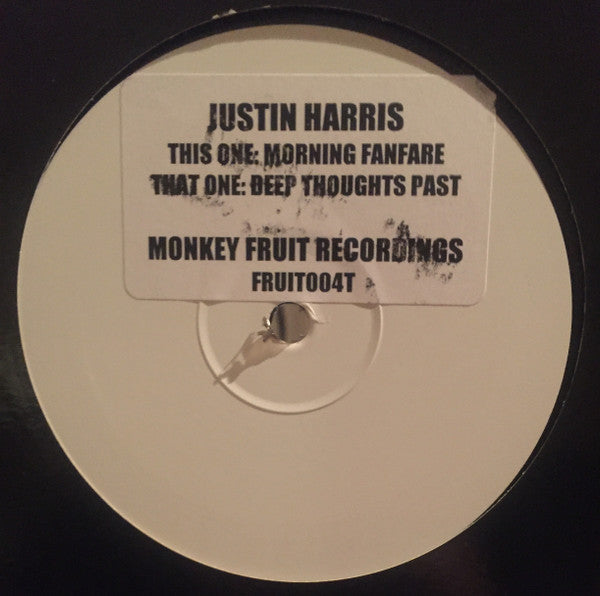 JUSTIN HARRIS
THIS ONE: MORNING FANFARE
THAT ONE: DEEP THOUGHTS PAST
MONKEY FRUIT RECORDINGS
FRUIT004T